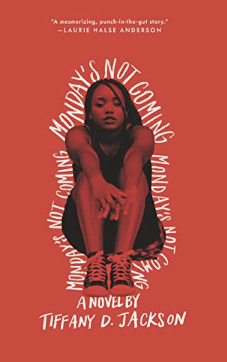 "A mesmerizing, punch-in-the-gut story."
—LAURIE HALSE ANDERSON
MONDAY'S NOT COMING
MONDAY'S NOT COMING
MONDAY'S NOT COMING
A NOVEL BY
TIFFANY D. JACKSON